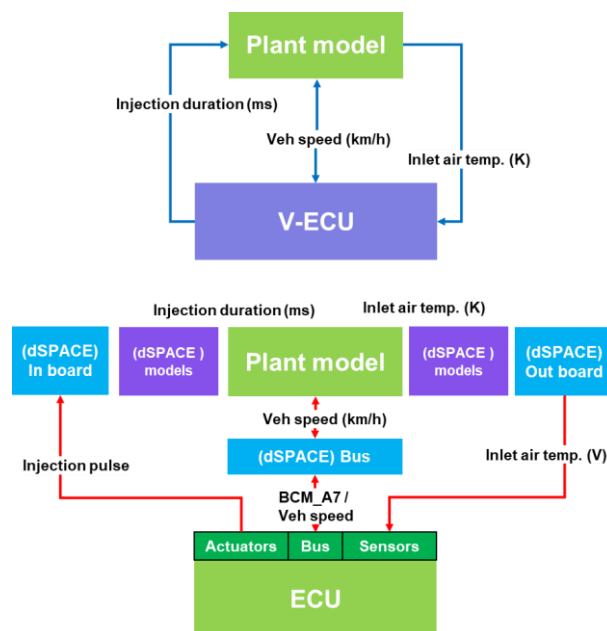 Plant model
Injection duration (ms)
Veh speed (km/h)
Inlet air temp. (K)
V-ECU
Injection duration (ms)
Inlet air temp. (K)
(dSPACE)
In board
(dSPACE )
models
Plant model
(dSPACE )
models
(dSPACE)
Out board
Veh speed (km/h)
(dSPACE) Bus
Injection pulse
Inlet air temp. (V)
BCM_A7 /
Veh speed
Actuators
Bus
Sensors
ECU